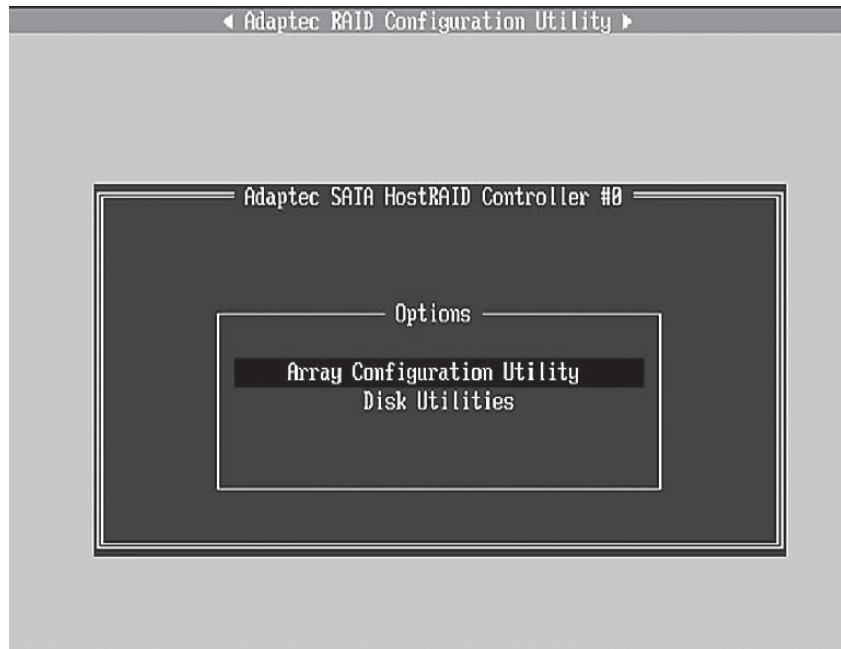 Adaptec RAID Configuration Utility
Adaptec SATA HostRAID Controller #0
Options
Array Configuration Utility
Disk Utilities